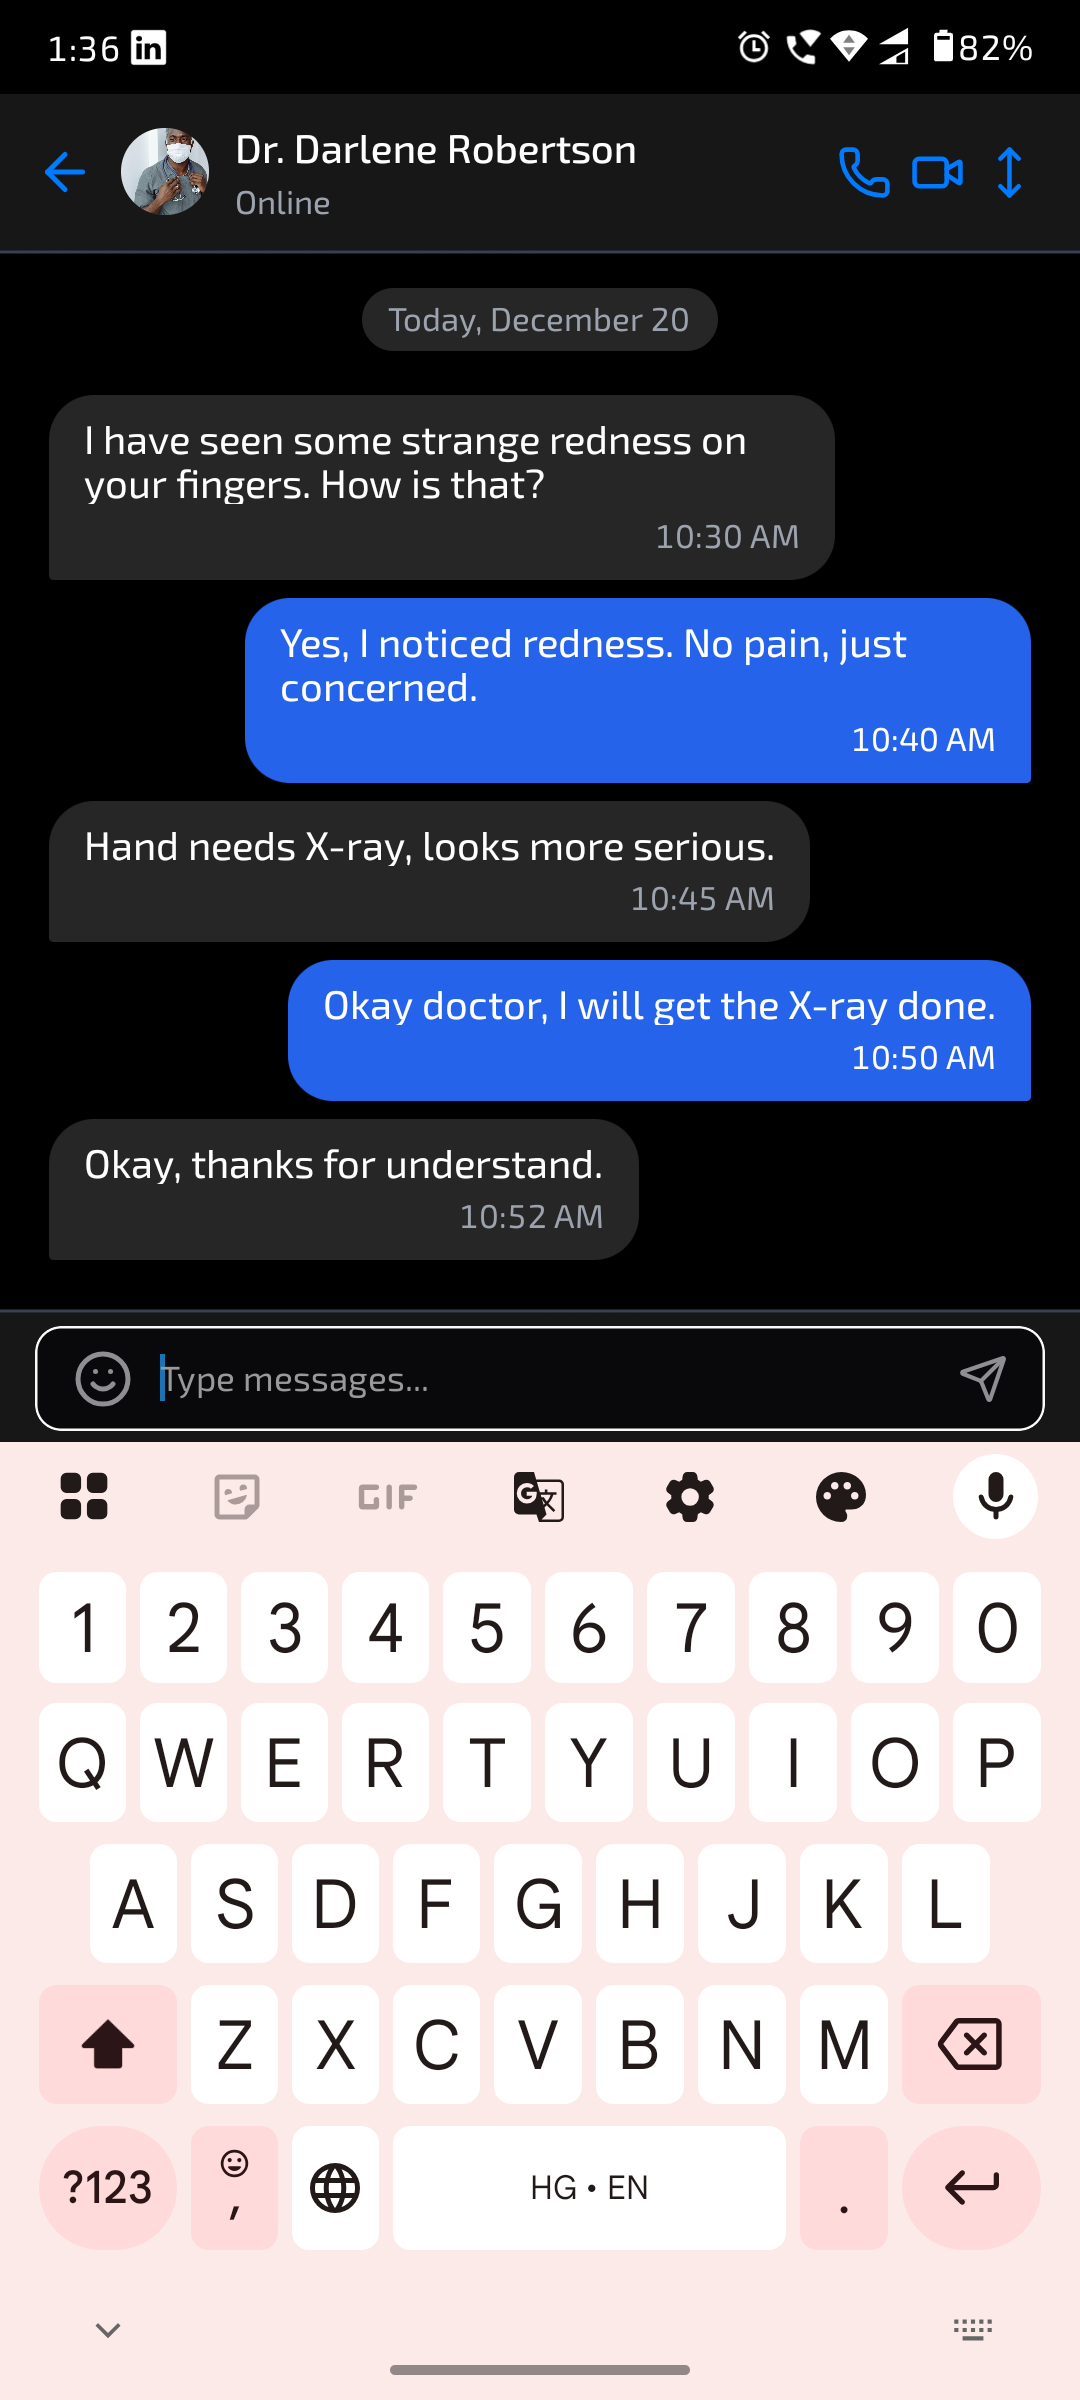 1:36 in 82%
Dr. Darlene Robertson
Online
Today, December 20
I have seen some strange redness on
your fingers. How is that?
10:30 AM
Yes, I noticed redness. No pain, just
concerned.
10:40 AM
Hand needs X-ray, looks more serious.
10:45 AM
Okay doctor, I will get the X-ray done.
10:50 AM
Okay, thanks for understand.
10:52 AM
Type messages...
GIF G文
1 2 3 4 5 6 7 8 9 0
Q W E R T Y U I O P
A S D F G H J K L
Z X C V B N M
?123 , HG • EN .